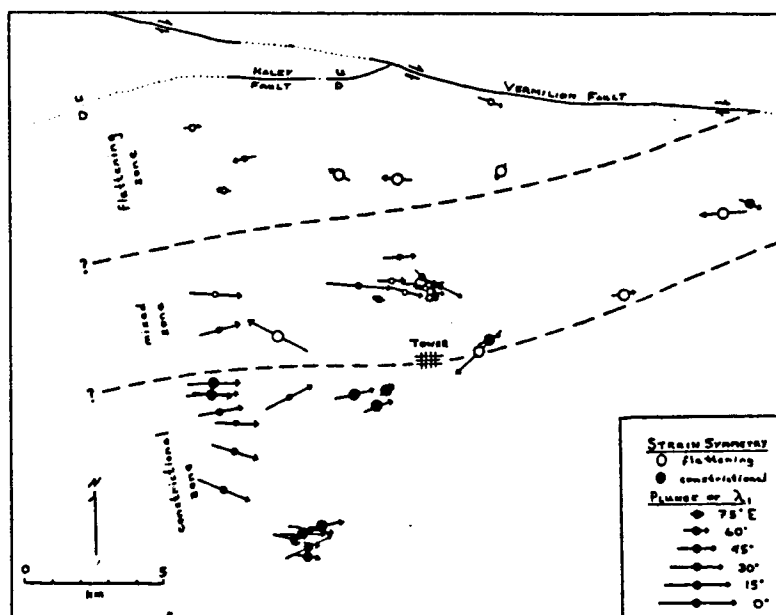 HALEY
FAULT
U
D
VERMILION FAULT
U
D
flattening
zone
?
mixed
zone
TOWER
?
constrictional
zone
N
0
5
km
STRAIN SYMMETRY
flattening
constrictional
PLUNGE OF λ1
75° E
60°
45°
30°
15°
0°